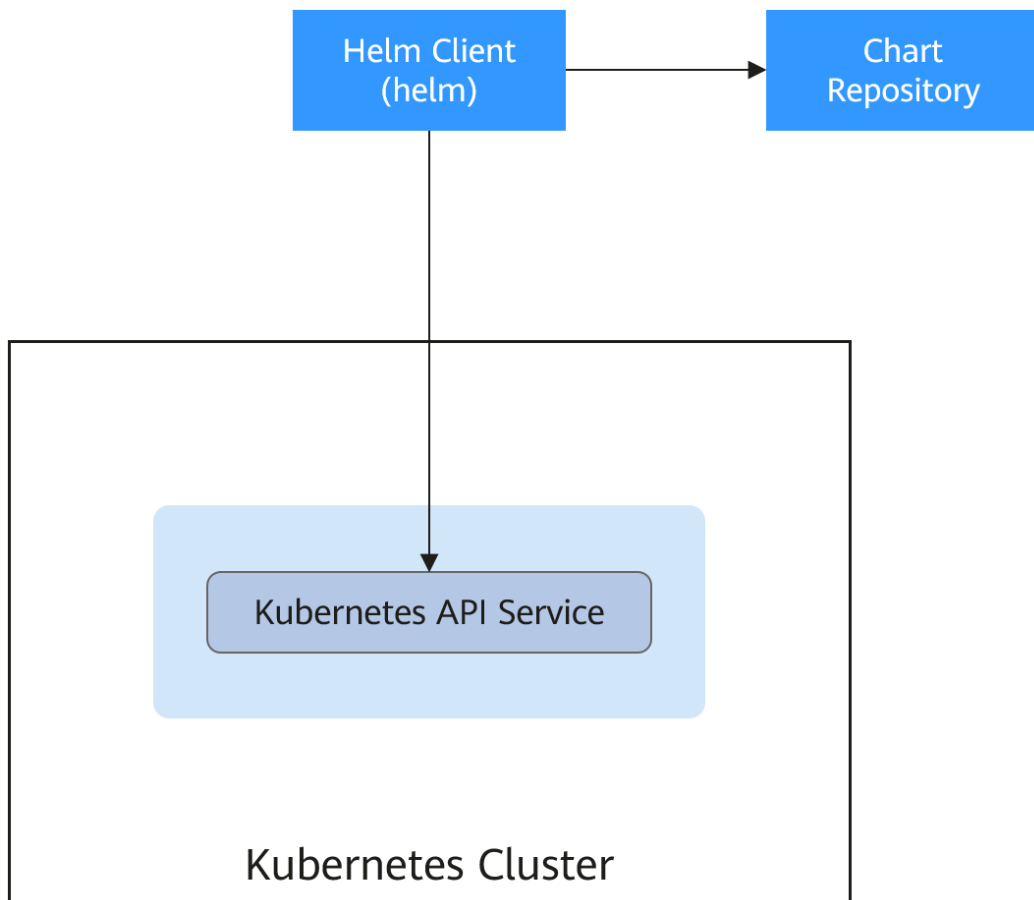 Helm Client
(helm)
Chart
Repository
Kubernetes API Service
Kubernetes Cluster